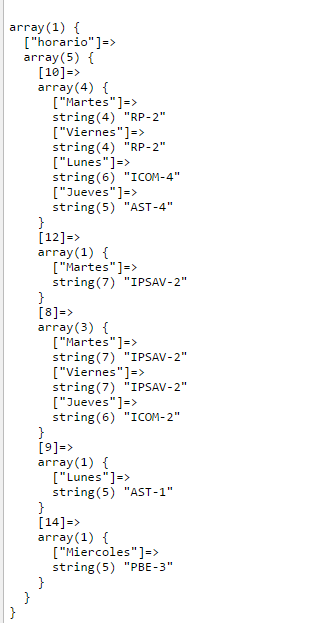 array(1) {
  ["horario"]=>
  array(5) {
    [10]=>
    array(4) {
      ["Martes"]=>
      string(4) "RP-2"
      ["Viernes"]=>
      string(4) "RP-2"
      ["Lunes"]=>
      string(6) "ICOM-4"
      ["Jueves"]=>
      string(5) "AST-4"
    }
    [12]=>
    array(1) {
      ["Martes"]=>
      string(7) "IPSAV-2"
    }
    [8]=>
    array(3) {
      ["Martes"]=>
      string(7) "IPSAV-2"
      ["Viernes"]=>
      string(7) "IPSAV-2"
      ["Jueves"]=>
      string(6) "ICOM-2"
    }
    [9]=>
    array(1) {
      ["Lunes"]=>
      string(5) "AST-1"
    }
    [14]=>
    array(1) {
      ["Miercoles"]=>
      string(5) "PBE-3"
    }
  }
}